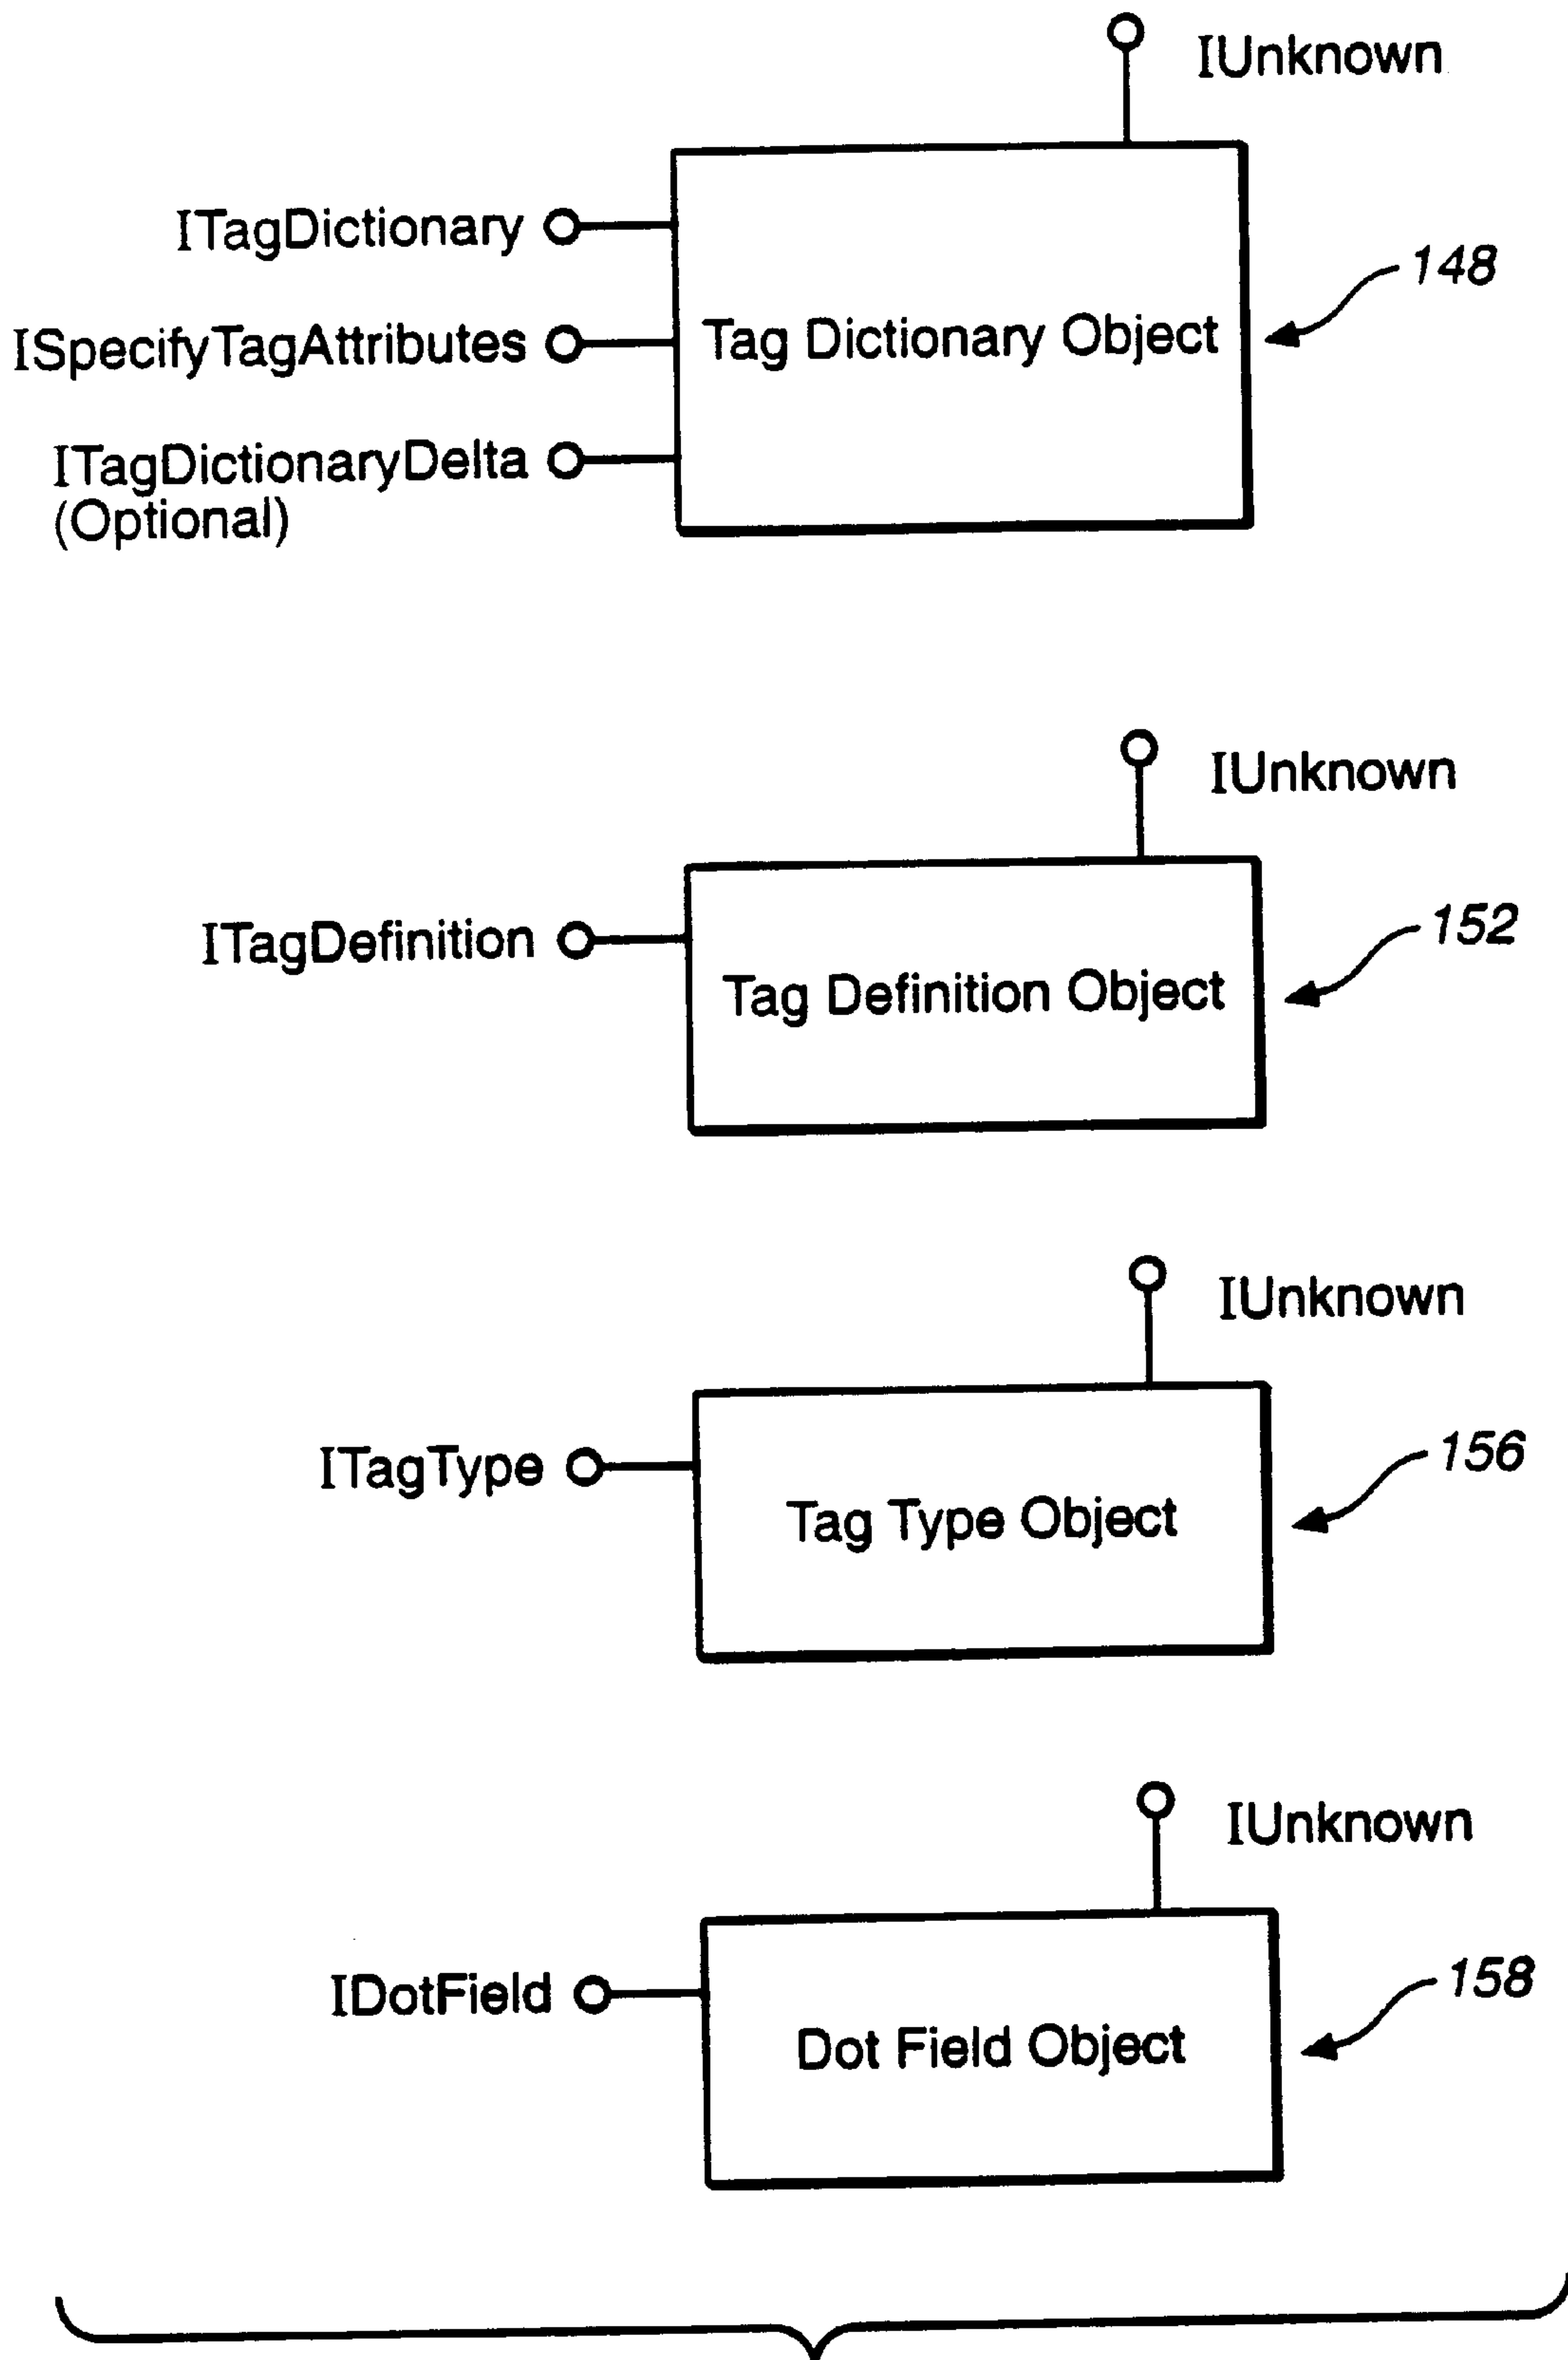 IUnknown
ITagDictionary
148
ISpecifyTagAttributes
Tag Dictionary Object
ITagDictionaryDelta
(Optional)
IUnknown
ITagDefinition
152
Tag Definition Object
IUnknown
ITagType
156
Tag Type Object
IUnknown
IDotField
158
Dot Field Object